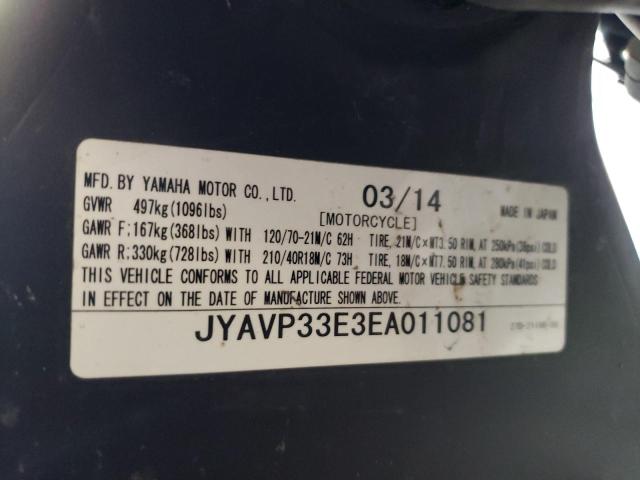 MFD. BY YAMAHA MOTOR CO., LTD. 03/14 MADE IN JAPAN
GVWR 497kg(1096lbs) [MOTORCYCLE]
GAWR F:167kg(368lbs) WITH 120/70-21M/C 62H TIRE, 21M/C×MT3.50 RIM, AT 250kPa(36psi) COLD
GAWR R:330kg(728lbs) WITH 210/40R18M/C 73H TIRE, 18M/C×MT7.50 RIM, AT 280kPa(41psi) COLD
THIS VEHICLE CONFORMS TO ALL APPLICABLE FEDERAL MOTOR VEHICLE SAFETY STANDARDS
IN EFFECT ON THE DATE OF MANUFACTURE SHOWN ABOVE.
JYAVP33E3EA011081